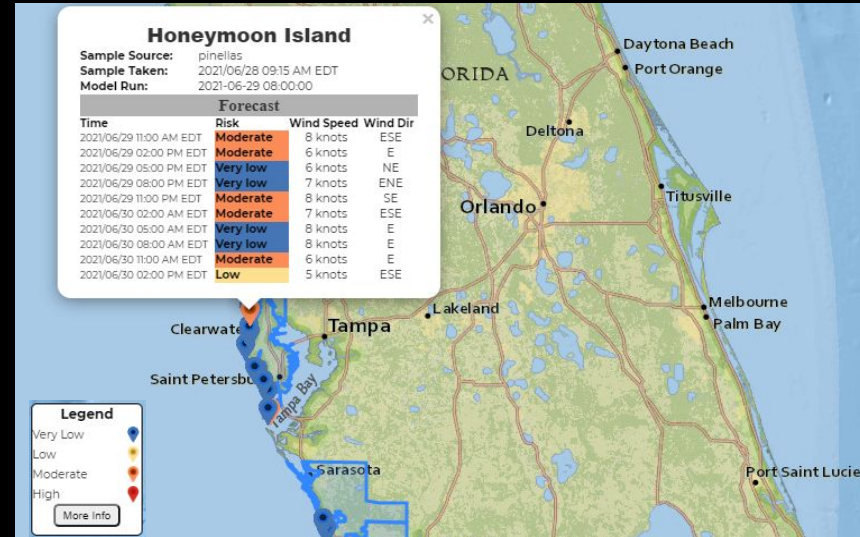 Honeymoon Island
×
Sample Source: pinellas
Sample Taken: 2021/06/28 09:15 AM EDT
Model Run: 2021-06-29 08:00:00
Forecast
Time Risk Wind Speed Wind Dir
2021/06/29 11:00 AM EDT Moderate 8 knots ESE
2021/06/29 02:00 PM EDT Moderate 6 knots E
2021/06/29 05:00 PM EDT Very low 6 knots NE
2021/06/29 08:00 PM EDT Very low 7 knots ENE
2021/06/29 11:00 PM EDT Moderate 8 knots SE
2021/06/30 02:00 AM EDT Moderate 7 knots ESE
2021/06/30 05:00 AM EDT Very low 8 knots E
2021/06/30 08:00 AM EDT Very low 8 knots E
2021/06/30 11:00 AM EDT Moderate 6 knots E
2021/06/30 02:00 PM EDT Low 5 knots ESE
ORIDA
Daytona Beach
Port Orange
Deltona
Titusville
Orlando
Melbourne
Palm Bay
Lakeland
Clearwate
Tampa
Saint Petersbu
Tampa Bay
Sarasota
Port Saint Lucie
Legend
Very Low
Low
Moderate
High
More Info